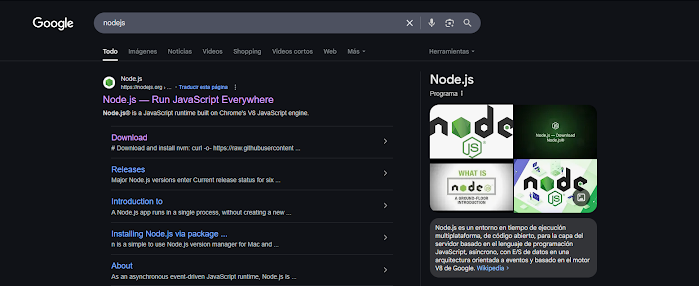 Google
nodejs
Todo Imágenes Noticias Videos Shopping Videos cortos Web Más Herramientas
Node.js
https://nodejs.org › ... · Traducir esta página
Node.js — Run JavaScript Everywhere
Node.js® is a JavaScript runtime built on Chrome's V8 JavaScript engine.
Download
# Download and install nvm: curl -o- https://raw.githubusercontent ...
Releases
Major Node.js versions enter Current release status for six ...
Introduction to
A Node.js app runs in a single process, without creating a new ...
Installing Node.js via package ...
n is a simple to use Node.js version manager for Mac and ...
About
As an asynchronous event-driven JavaScript runtime, Node.js is ...
Node.js
Programa
node
JS
Node.js — Download
Node.js®
WHAT IS
node
A GROUND-FLOOR
INTRODUCTION
node
JS
Node.js es un entorno en tiempo de ejecución
multiplataforma, de código abierto, para la capa del
servidor basado en el lenguaje de programación
JavaScript, asíncrono, con E/S de datos en una
arquitectura orientada a eventos y basado en el motor
V8 de Google. Wikipedia ›